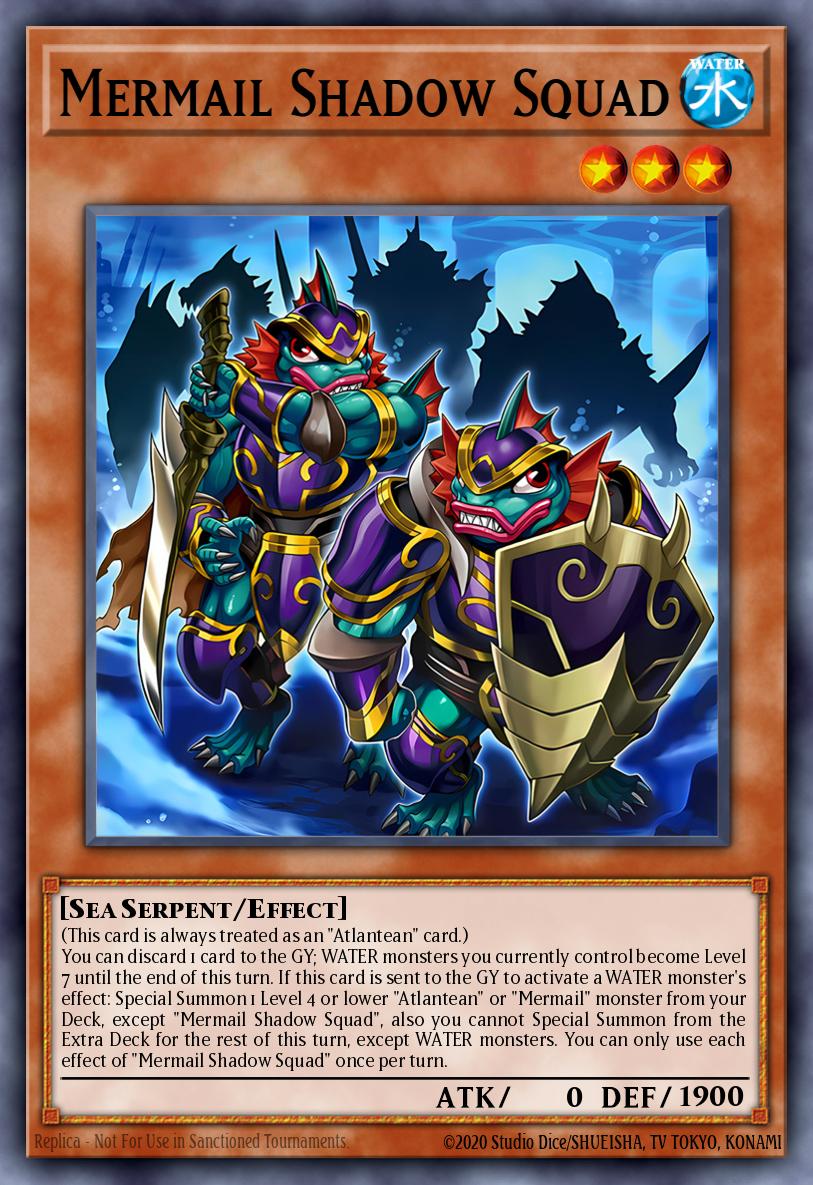 Mermail Shadow Squad
WATER
水
[Sea Serpent/Effect]
(This card is always treated as an "Atlantean" card.)
You can discard 1 card to the GY; WATER monsters you currently control become Level
7 until the end of this turn. If this card is sent to the GY to activate a WATER monster's
effect: Special Summon 1 Level 4 or lower "Atlantean" or "Mermail" monster from your
Deck, except "Mermail Shadow Squad", also you cannot Special Summon from the
Extra Deck for the rest of this turn, except WATER monsters. You can only use each
effect of "Mermail Shadow Squad" once per turn.
ATK/ 0 DEF/1900
Replica - Not For Use in Sanctioned Tournaments.
©2020 Studio Dice/SHUEISHA, TV TOKYO, KONAMI